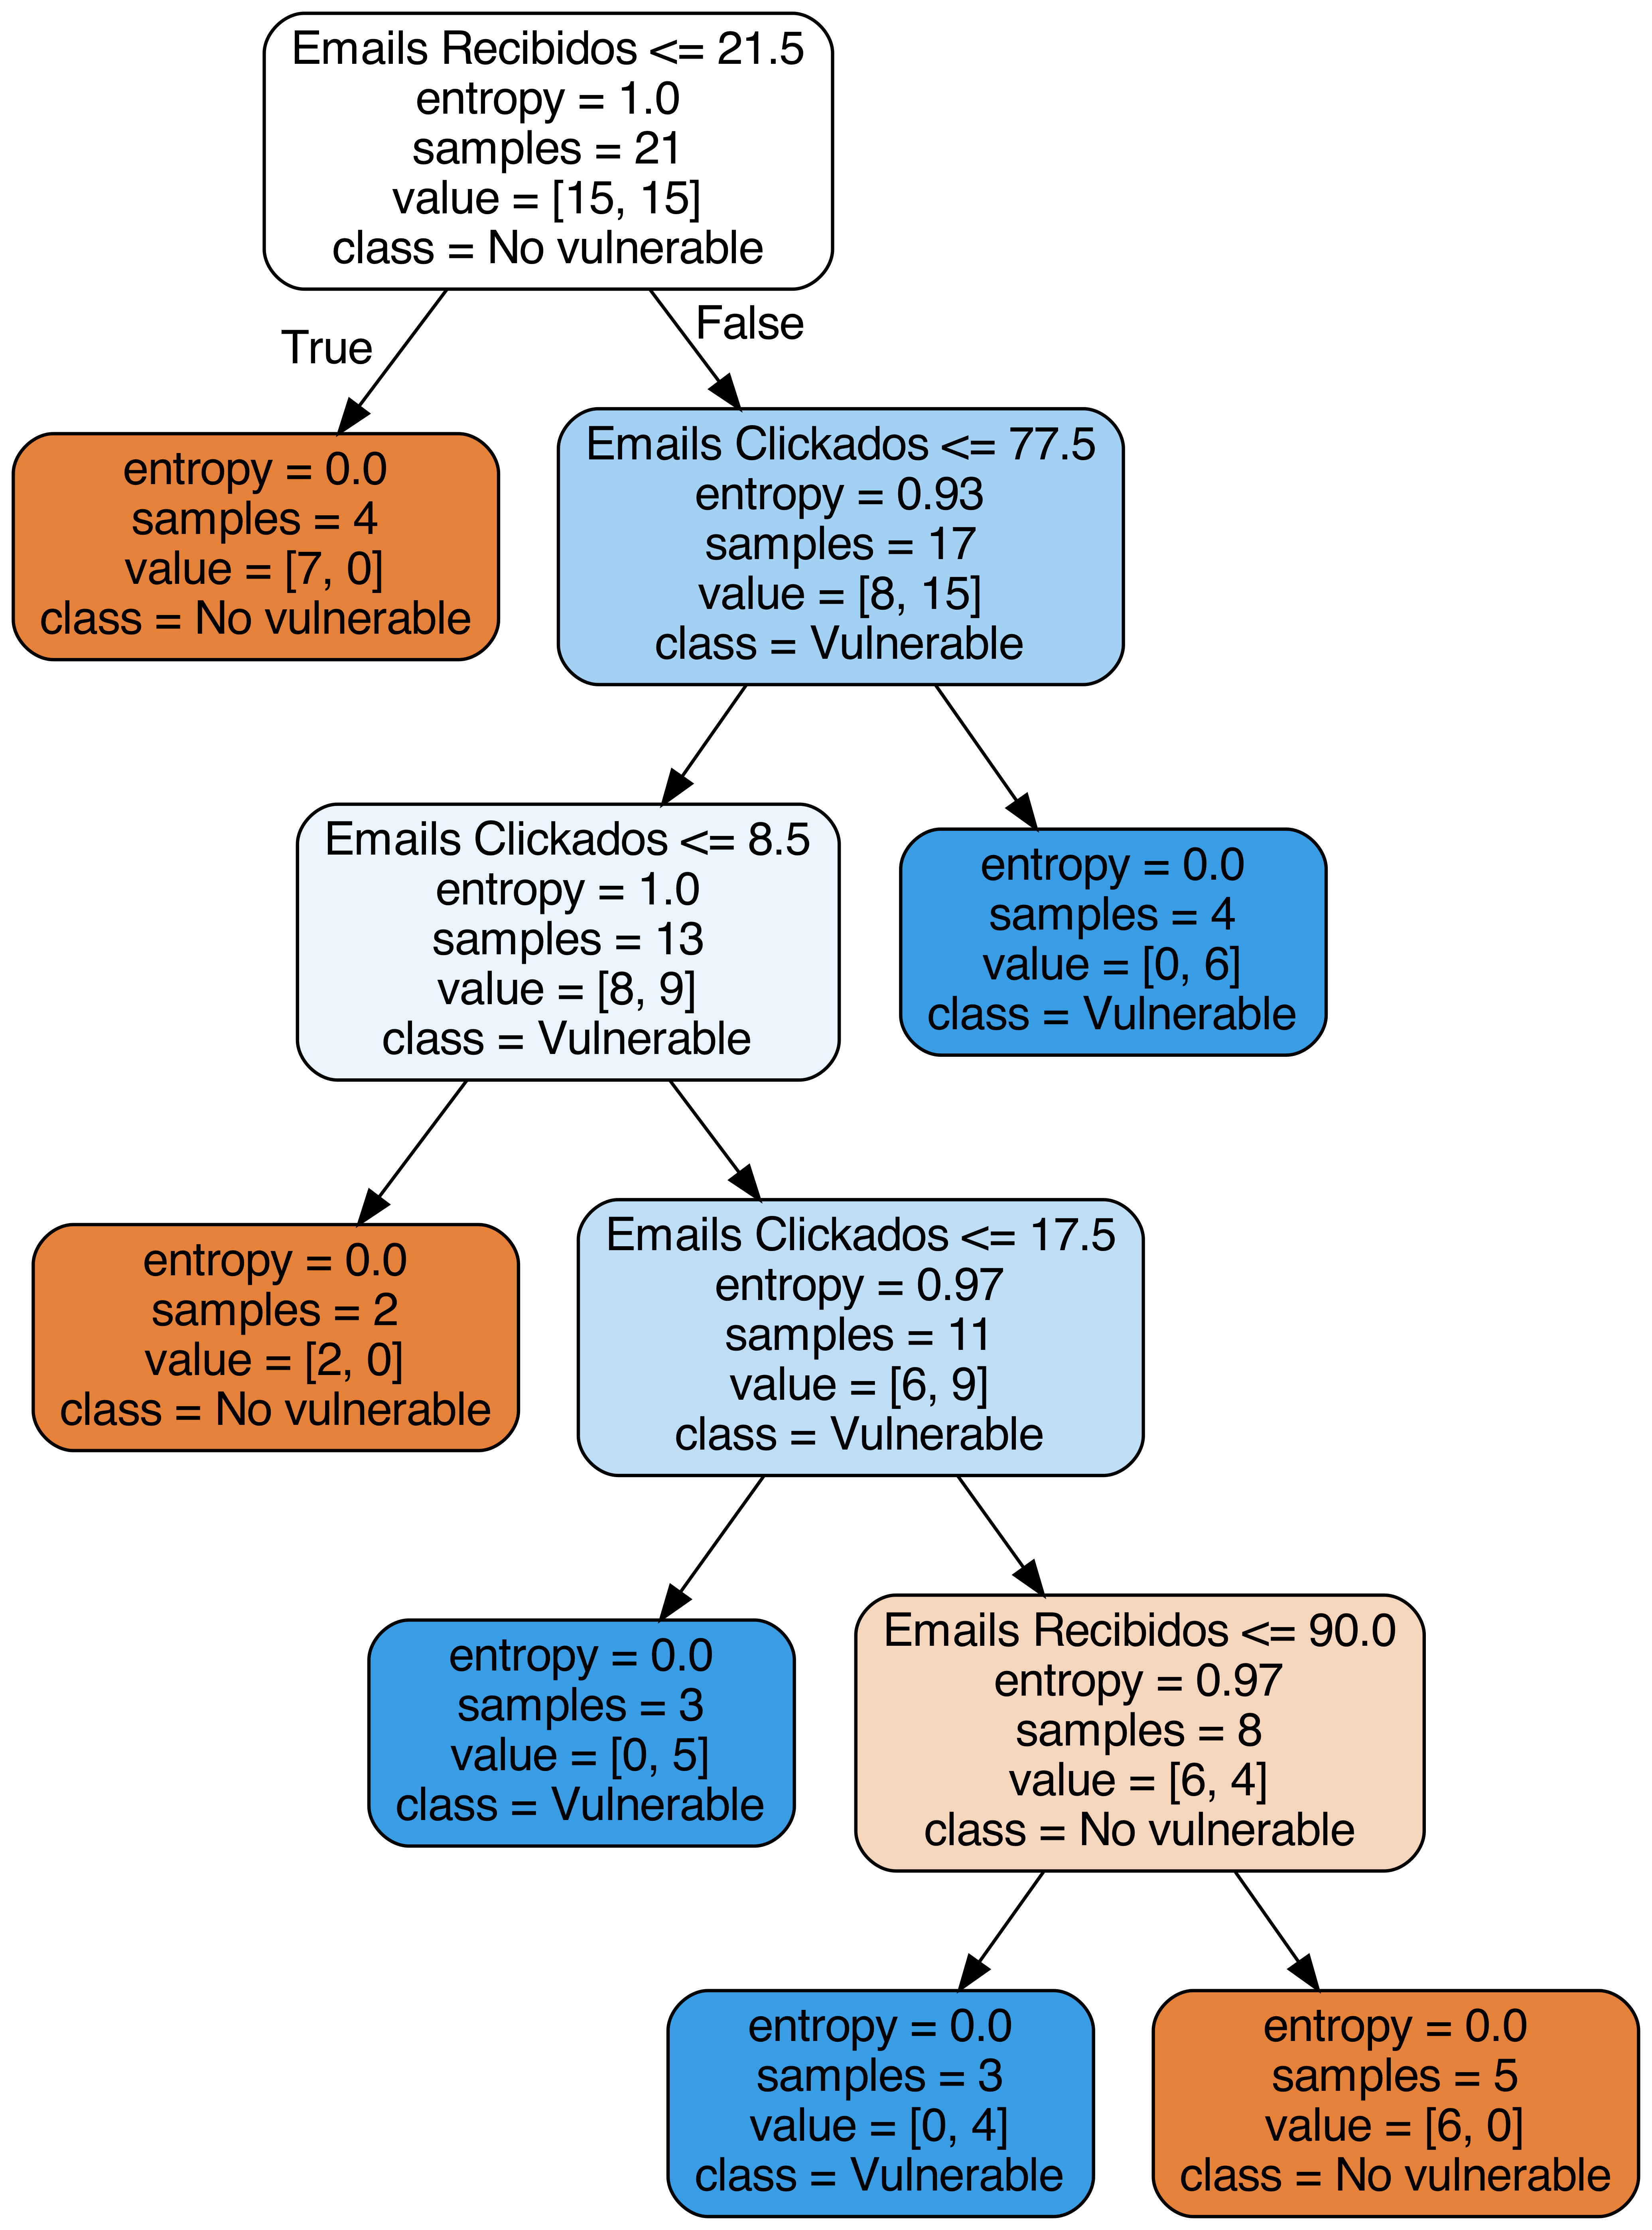 Emails Recibidos <= 21.5
entropy = 1.0
samples = 21
value = [15, 15]
class = No vulnerable
True
False
entropy = 0.0
samples = 4
value = [7, 0]
class = No vulnerable
Emails Clickados <= 77.5
entropy = 0.93
samples = 17
value = [8, 15]
class = Vulnerable
Emails Clickados <= 8.5
entropy = 1.0
samples = 13
value = [8, 9]
class = Vulnerable
entropy = 0.0
samples = 4
value = [0, 6]
class = Vulnerable
entropy = 0.0
samples = 2
value = [2, 0]
class = No vulnerable
Emails Clickados <= 17.5
entropy = 0.97
samples = 11
value = [6, 9]
class = Vulnerable
entropy = 0.0
samples = 3
value = [0, 5]
class = Vulnerable
Emails Recibidos <= 90.0
entropy = 0.97
samples = 8
value = [6, 4]
class = No vulnerable
entropy = 0.0
samples = 3
value = [0, 4]
class = Vulnerable
entropy = 0.0
samples = 5
value = [6, 0]
class = No vulnerable